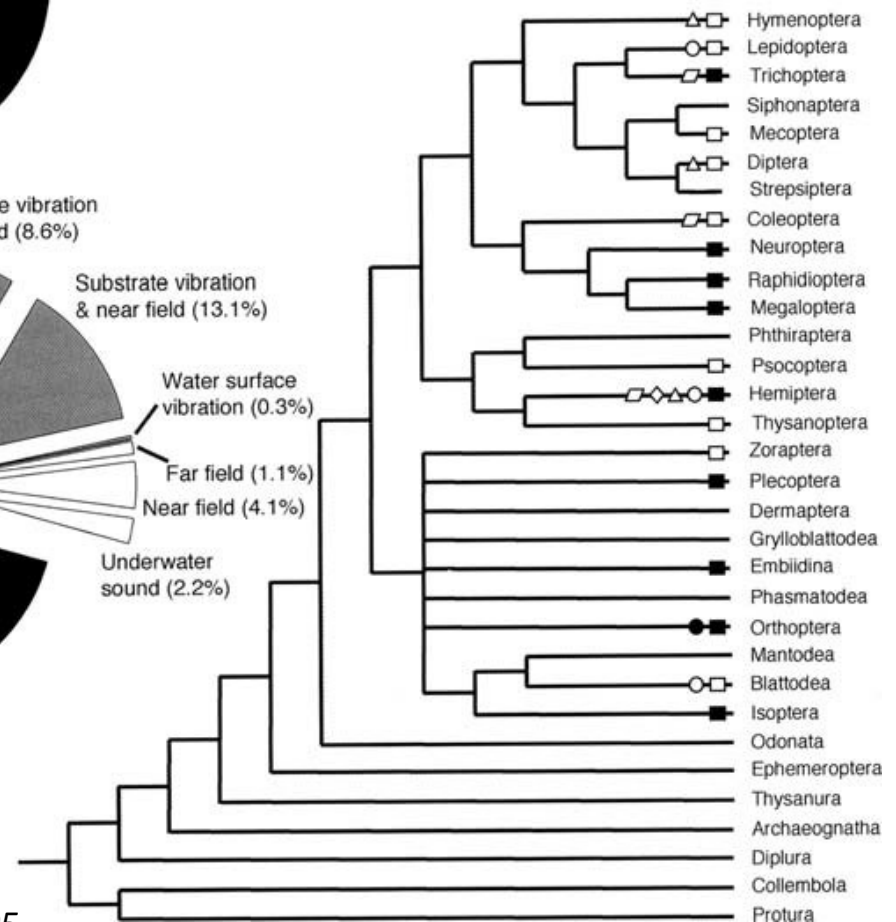 e vibration
d (8.6%)
Substrate vibration
& near field (13.1%)
Water surface
vibration (0.3%)
Far field (1.1%)
Near field (4.1%)
Underwater
sound (2.2%)
Hymenoptera
Lepidoptera
Trichoptera
Siphonaptera
Mecoptera
Diptera
Strepsiptera
Coleoptera
Neuroptera
Raphidioptera
Megaloptera
Phthiraptera
Psocoptera
Hemiptera
Thysanoptera
Zoraptera
Plecoptera
Dermaptera
Grylloblattodea
Embiidina
Phasmatodea
Orthoptera
Mantodea
Blattodea
Isoptera
Odonata
Ephemeroptera
Thysanura
Archaeognatha
Diplura
Collembola
Protura